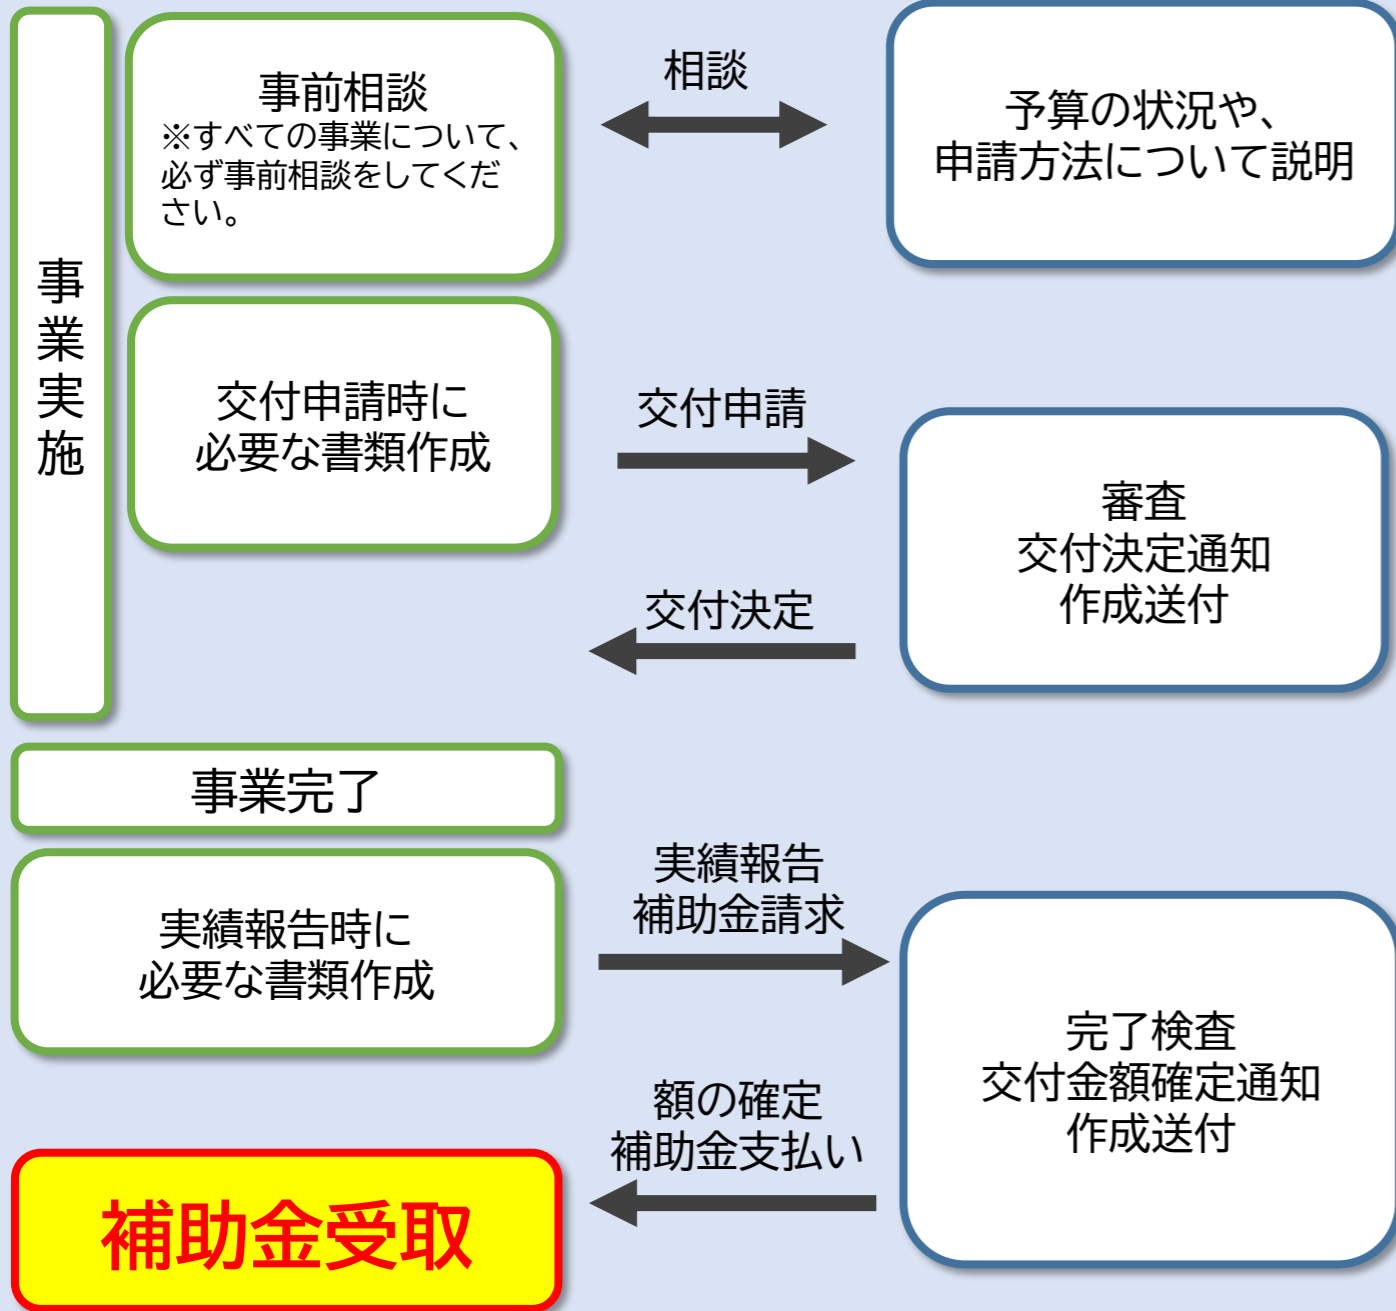 事業実施
事前相談
※すべての事業について、
必ず事前相談をしてくだ
さい。
相談
予算の状況や、
申請方法について説明
交付申請時に
必要な書類作成
交付申請
審査
交付決定通知
作成送付
交付決定
事業完了
実績報告時に
必要な書類作成
実績報告
補助金請求
完了検査
交付金額確定通知
作成送付
額の確定
補助金支払い
補助金受取